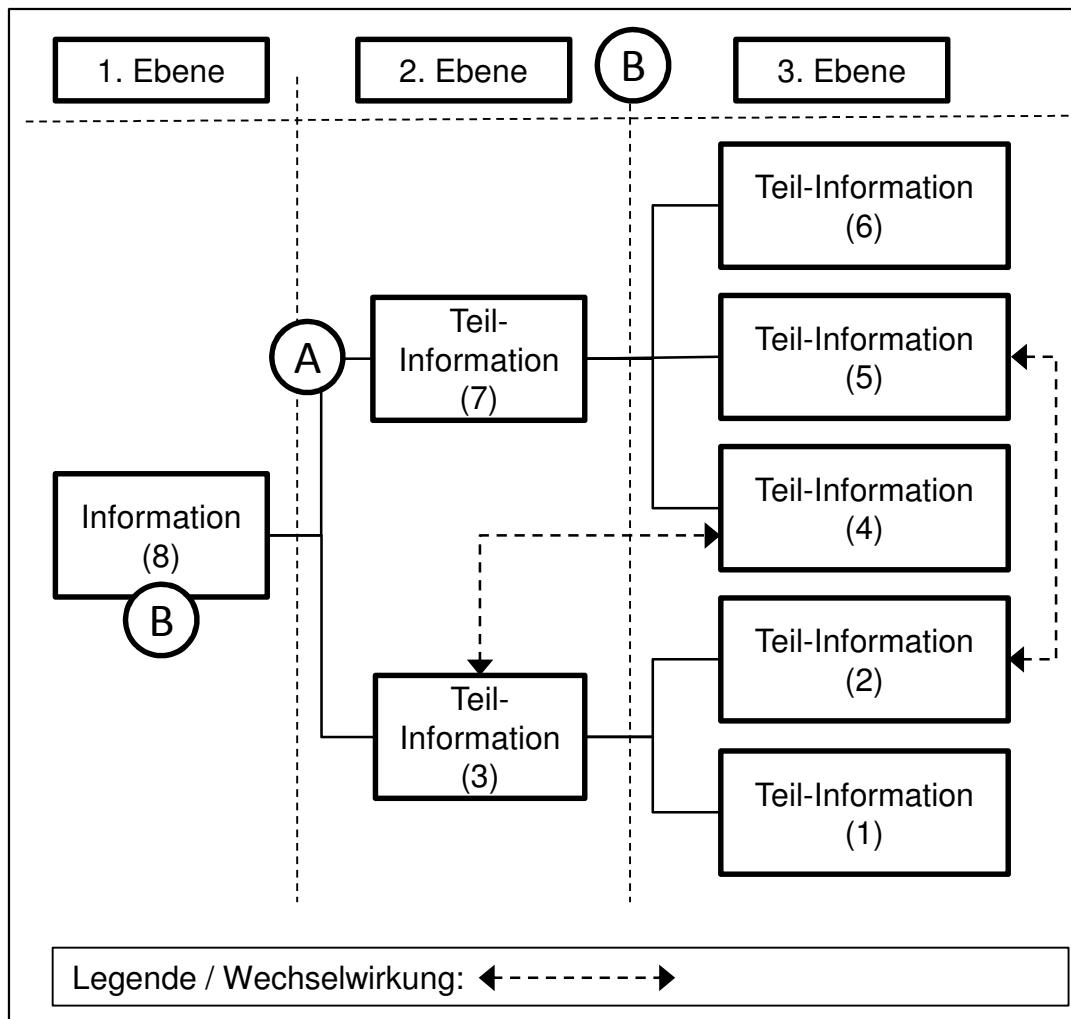 1. Ebene
2. Ebene
B
3. Ebene
Teil-Information
(6)
A
Teil-
Information
(7)
Teil-Information
(5)
Information
(8)
B
Teil-Information
(4)
Teil-
Information
(3)
Teil-Information
(2)
Teil-Information
(1)
Legende / Wechselwirkung: